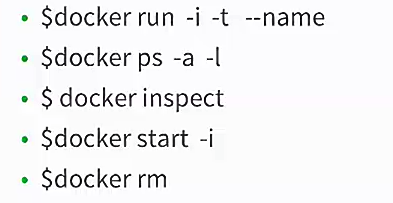 • $docker run -i -t --name
• $docker ps -a -l
• $ docker inspect
• $docker start -i
• $docker rm